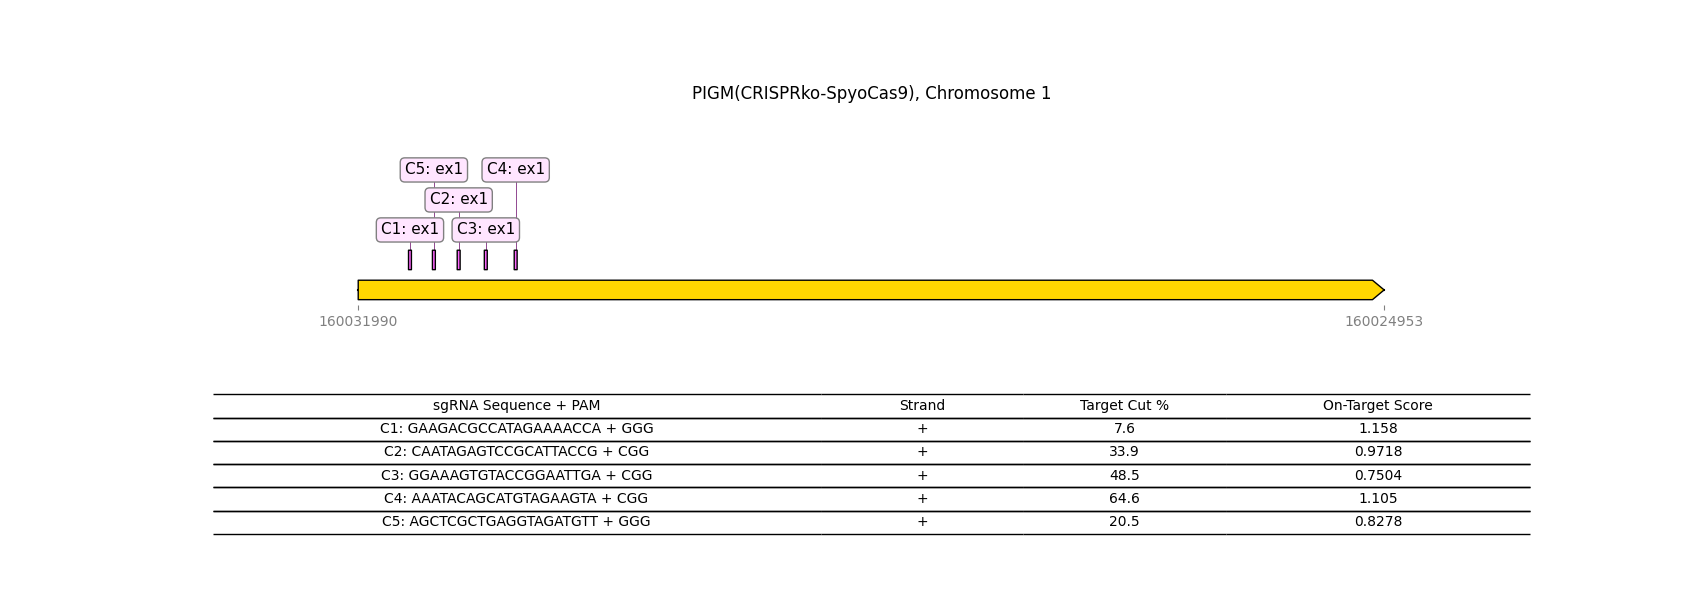 PIGM(CRISPRko-SpyoCas9), Chromosome 1
C5: ex1 C4: ex1
C2: ex1
C1: ex1 C3: ex1
160031990 160024953
sgRNA Sequence + PAM Strand Target Cut % On-Target Score
C1: GAAGACGCCATAGAAAACCA + GGG + 7.6 1.158
C2: CAATAGAGTCCGCATTACCG + CGG + 33.9 0.9718
C3: GGAAAGTGTACCGGAATTGA + CGG + 48.5 0.7504
C4: AAATACAGCATGTAGAAGTA + CGG + 64.6 1.105
C5: AGCTCGCTGAGGTAGATGTT + GGG + 20.5 0.8278